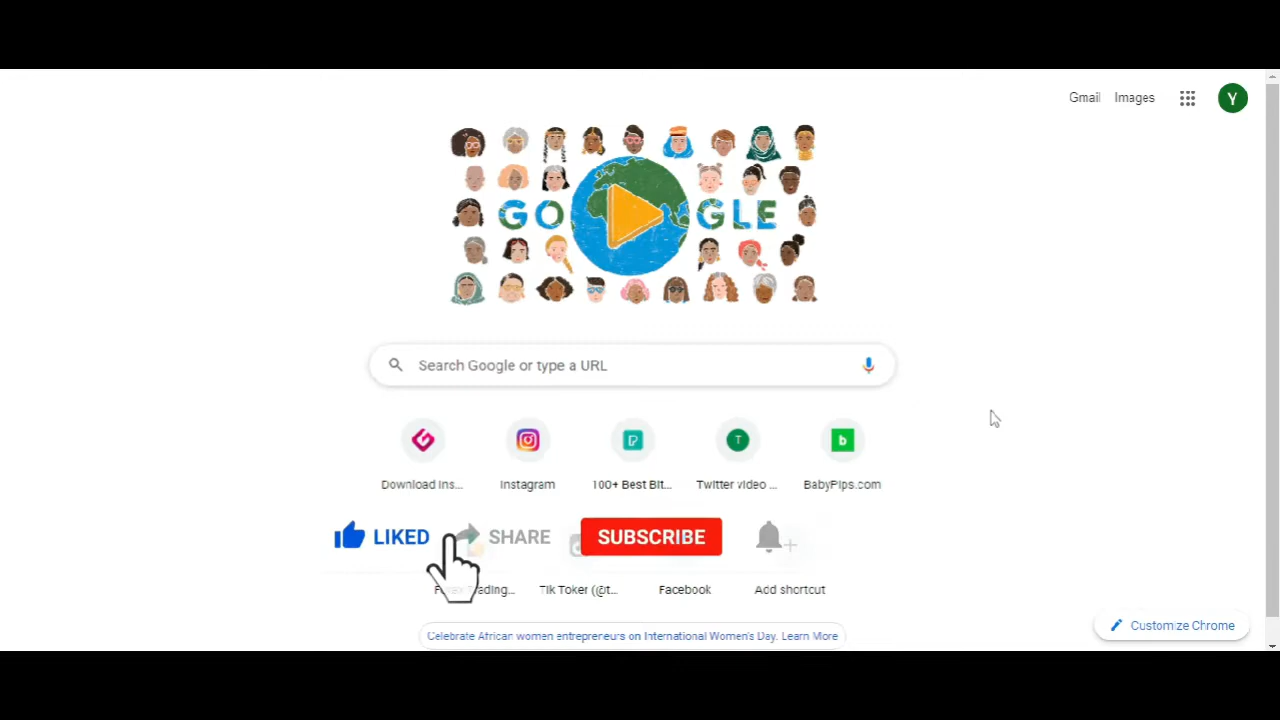 Gmail Images
Y
GO GLE
Search Google or type a URL
T
b
Download Ins...
Instagram
100+ Best Bit...
Twitter video ...
BabyPips.com
LIKED
SHARE
SUBSCRIBE
Tik Toker (@t...
Facebook
Add shortcut
Celebrate African women entrepreneurs on International Women's Day. Learn More
Customize Chrome